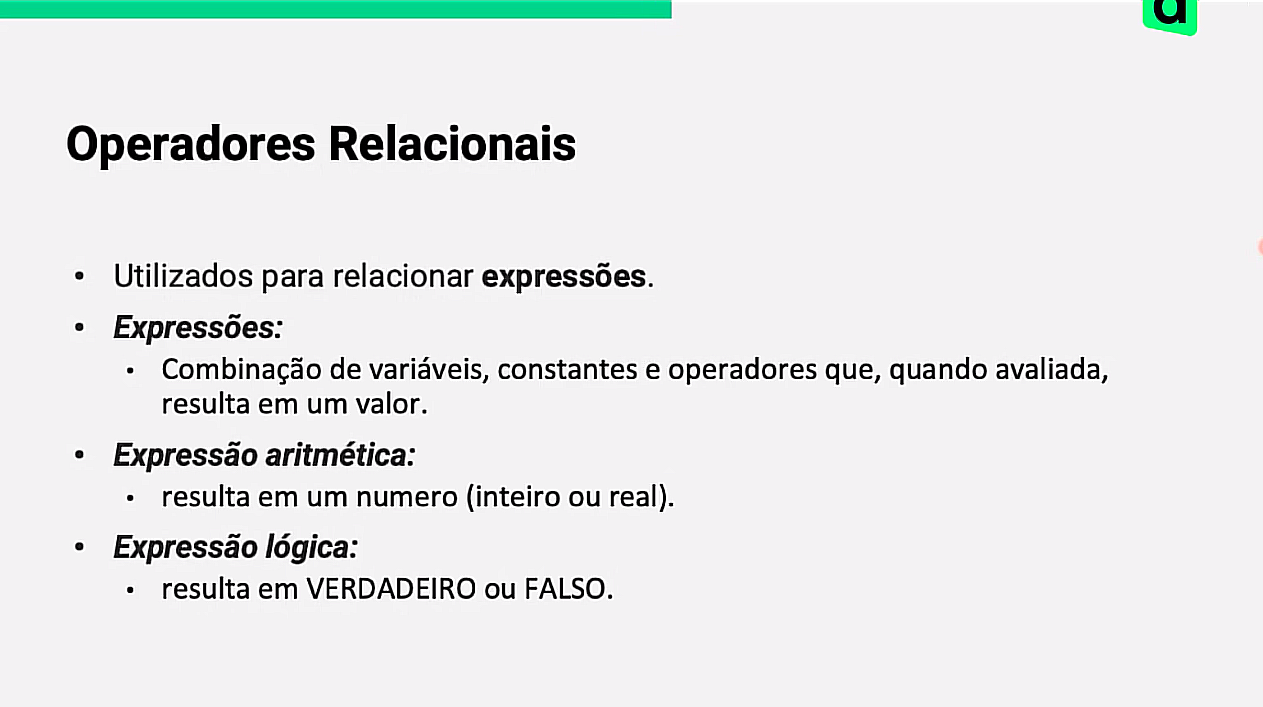 Operadores Relacionais
• Utilizados para relacionar expressões.
• Expressões:
• Combinação de variáveis, constantes e operadores que, quando avaliada,
resulta em um valor.
• Expressão aritmética:
• resulta em um numero (inteiro ou real).
• Expressão lógica:
• resulta em VERDADEIRO ou FALSO.